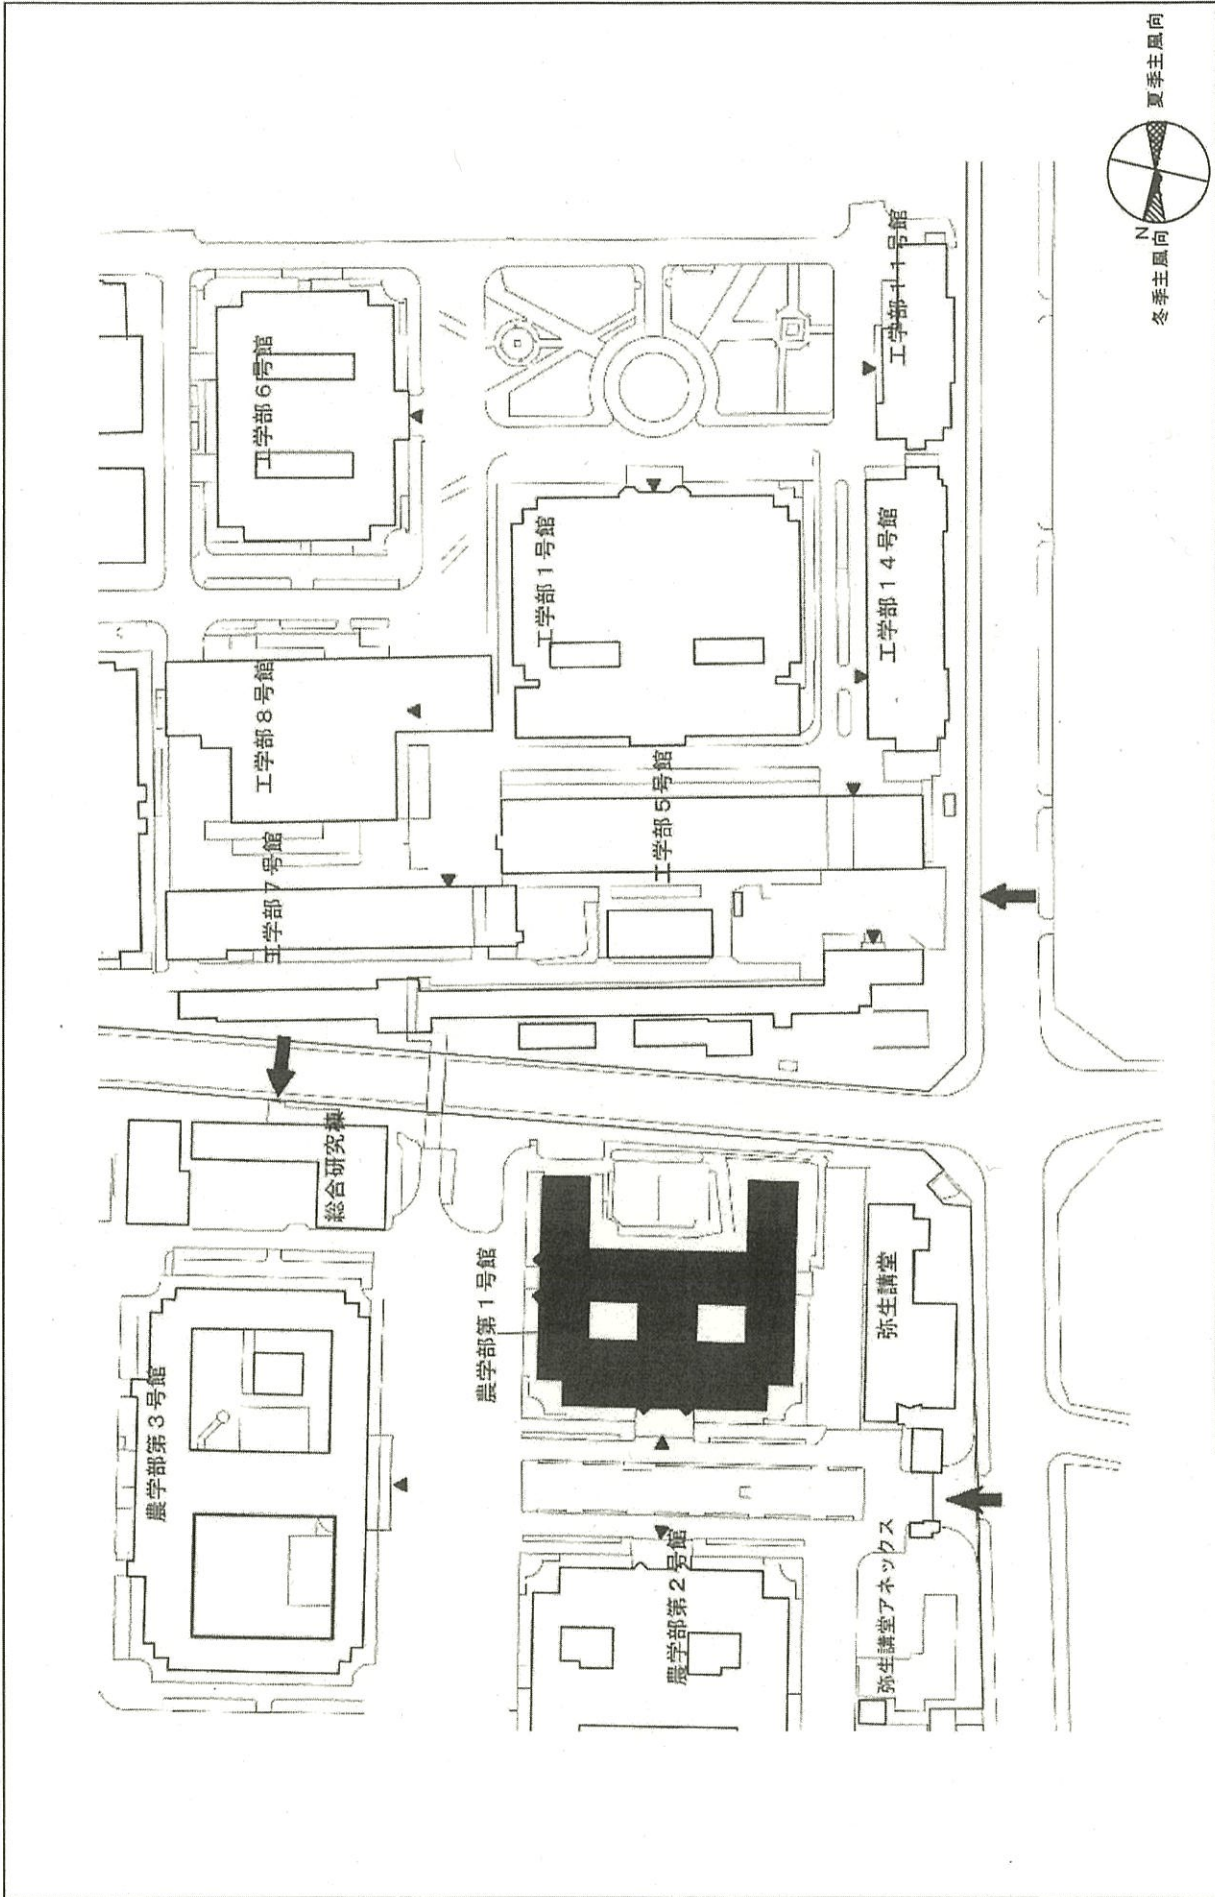 夏季主風向
N
冬季主風向
工学部11号館
工学部6号館
工学部1号館
工学部14号館
工学部8号館
工学部5号館
工学部7号館
総合研究棟
弥生講堂
農学部第1号館
農学部第3号館
農学部第2号館
弥生講堂アネックス